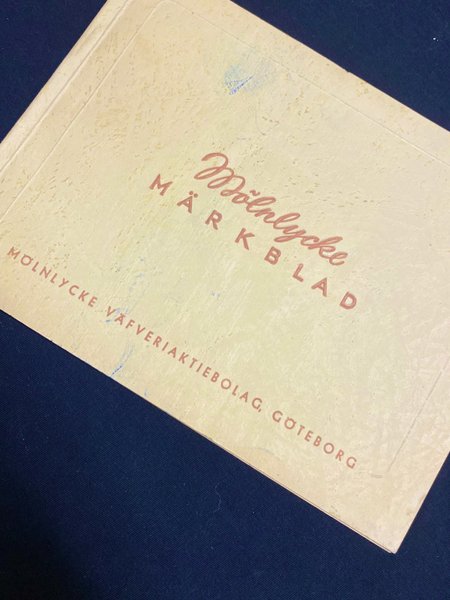 Mölnlycke
MÄRKBLAD
MÖLNLYCKE VÄFVERIAKTIEBOLAG, GÖTEBORG